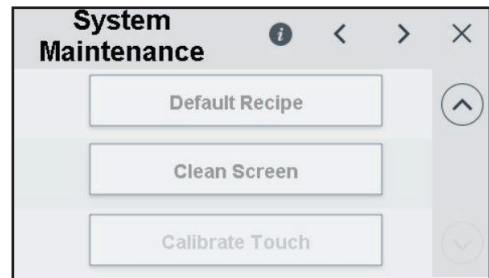 System
Maintenance
i
Default Recipe
Clean Screen
Calibrate Touch